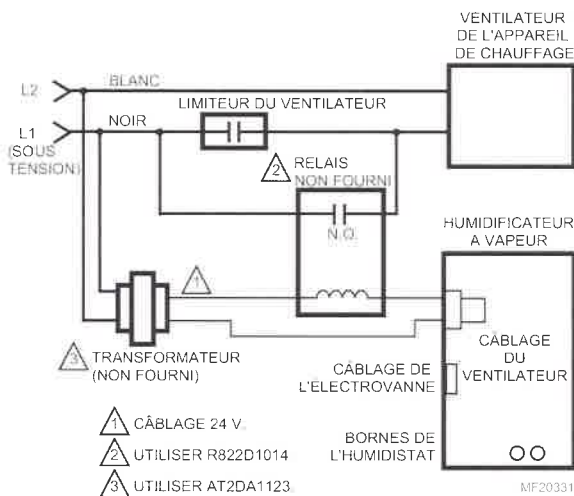 VENTILATEUR
DE L'APPAREIL
DE CHAUFFAGE
L2
BLANC
LIMITEUR DU VENTILATEUR
L1
(SOUS
TENSION)
NOIR
2 RELAIS
NON FOURNI
N.O.
HUMIDIFICATEUR
A VAPEUR
1
CÂBLAGE
DU
VENTILATEUR
3 TRANSFORMATEUR
(NON FOURNI)
CÂBLAGE DE
L'ELECTROVANNE
BORNES DE
L'HUMIDISTAT
1 CÂBLAGE 24 V.
2 UTILISER R822D1014
3 UTILISER AT2DA1123.
MF20331